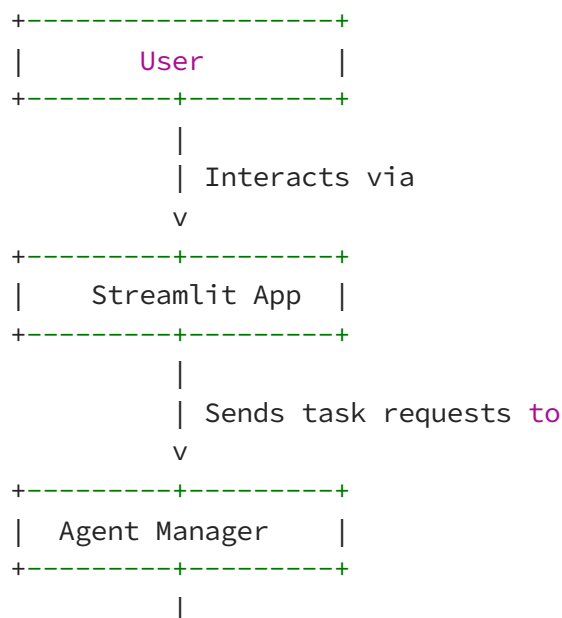 +-------------------+
|       User        |
+---------+---------+
          |
          | Interacts via
          v
+---------+---------+
|    Streamlit App  |
+---------+---------+
          |
          | Sends task requests to
          v
+---------+---------+
|  Agent Manager    |
+---------+---------+
          |